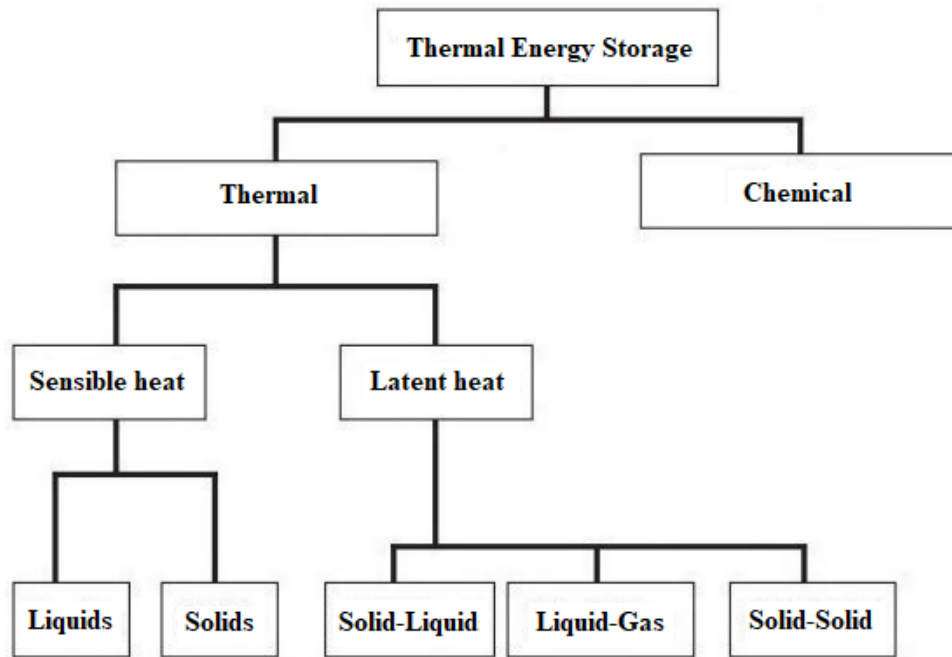 Thermal Energy Storage
Thermal
Chemical
Sensible heat
Latent heat
Liquids
Solids
Solid-Liquid
Liquid-Gas
Solid-Solid